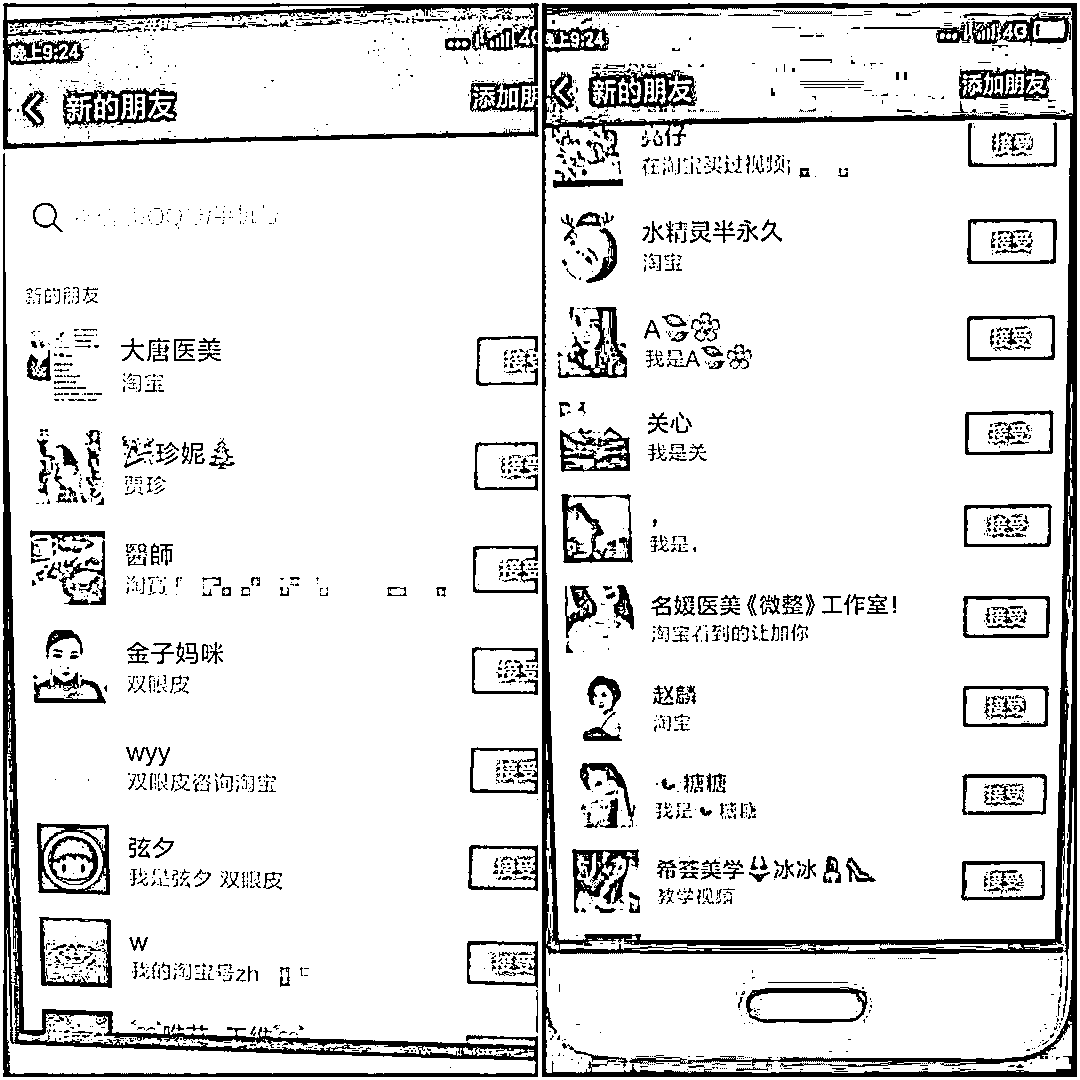 晚上9:24
4G
新的朋友
添加朋
新的朋友
大唐医美
淘宝
接受
珍妮🎄
贾珍
接受
醫師
接受
金子妈咪
双眼皮
接受
wyy
双眼皮咨询淘宝
接受
弦夕
我是弦夕 双眼皮
接受
w
我的淘宝号zh
接受
晚上9:24
4G
新的朋友
添加朋友
亮仔
在淘宝买过视频
接受
水精灵半永久
淘宝
接受
A🍃🌸
我是A🍃🌸
接受
关心
我是关
接受
,
我是,
接受
名媛医美《微整》工作室!
淘宝看到的让加你
接受
赵麟
淘宝
接受
糖糖
我是 糖糖
接受
希荟美学👙冰冰👠
教学视频
接受